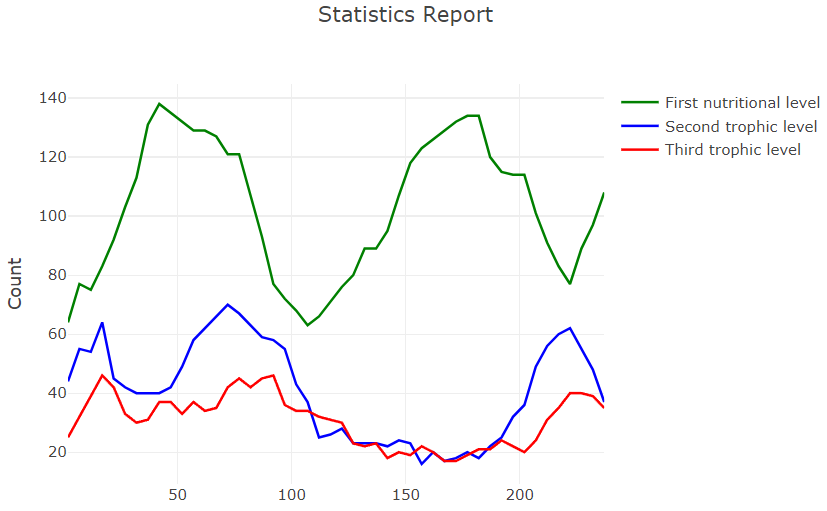 Statistics Report
140
120
100
80
60
40
20
Count
50
100
150
200
First nutritional level
Second trophic level
Third trophic level